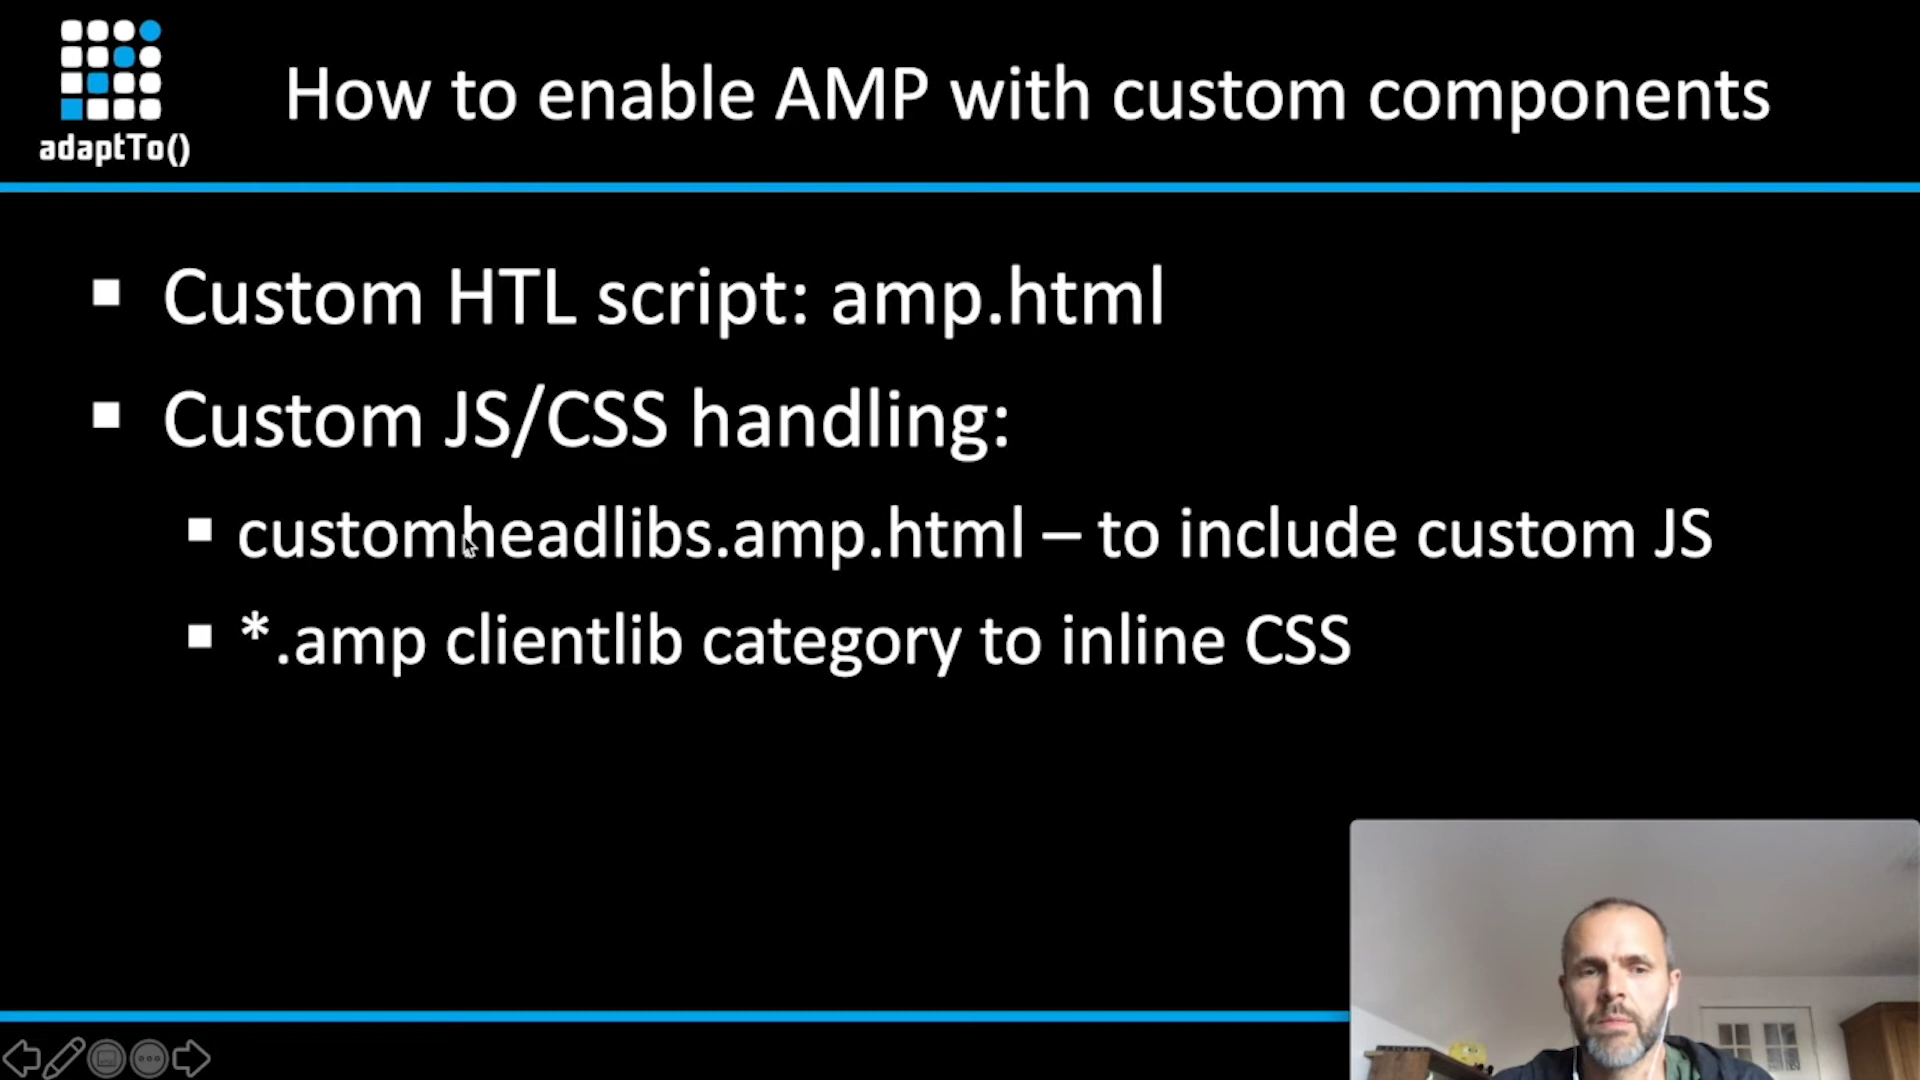 adaptTo()
How to enable AMP with custom components
Custom HTL script: amp.html
Custom JS/CSS handling:
customheadlibs.amp.html – to include custom JS
*.amp clientlib category to inline CSS